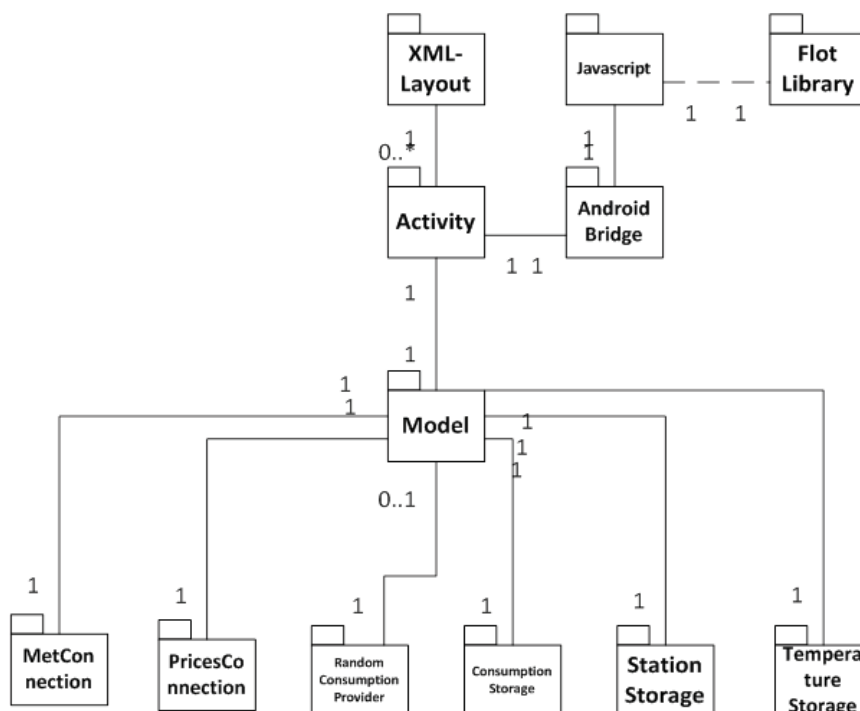 XML-
Layout
Javascript
Flot
Library
1
1
1
0..*
1
1
Activity
Android
Bridge
1
1
1
1
1
1
Model
1
1
1
1
0..1
1
1
1
1
1
1
MetCon
nection
PricesCo
nnection
Random
Consumption
Provider
Consumption
Storage
Station
Storage
Tempera
ture
Storage